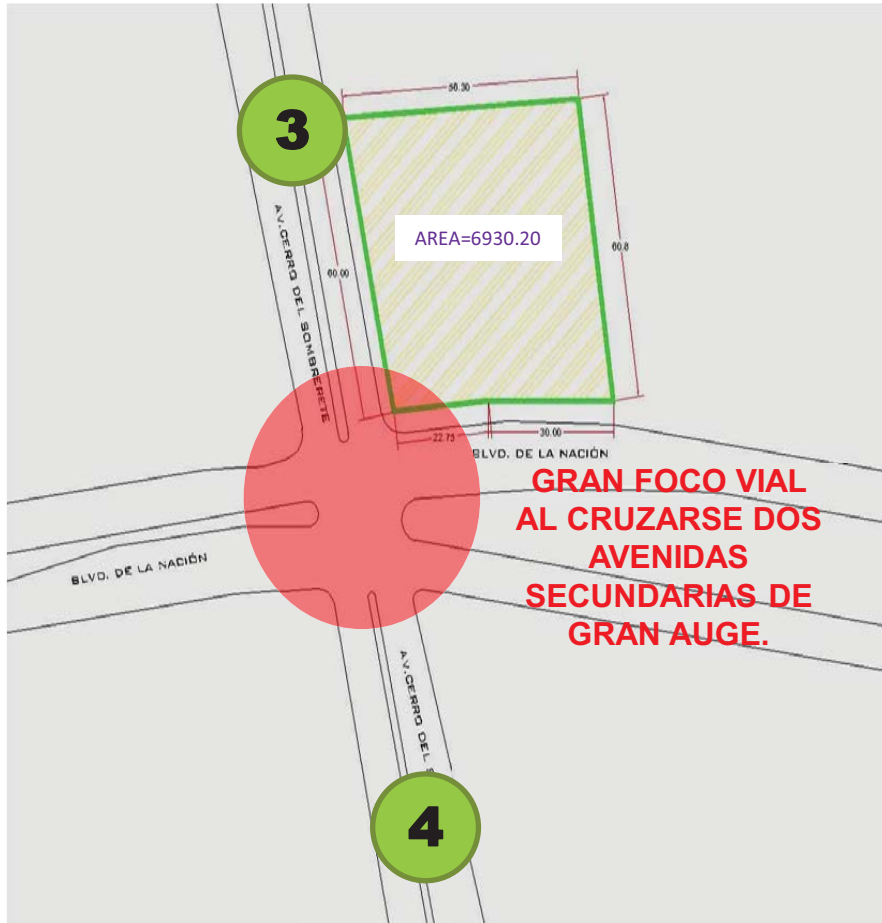 56.30
3
AREA=6930.20
60.8
60.00
AV.CERRO DEL SOMBRERETE
22.75
30.00
BLVD. DE LA NACIÓN
GRAN FOCO VIAL
AL CRUZARSE DOS
AVENIDAS
SECUNDARIAS DE
GRAN AUGE.
BLVD. DE LA NACIÓN
AV.CERRO DEL S
4